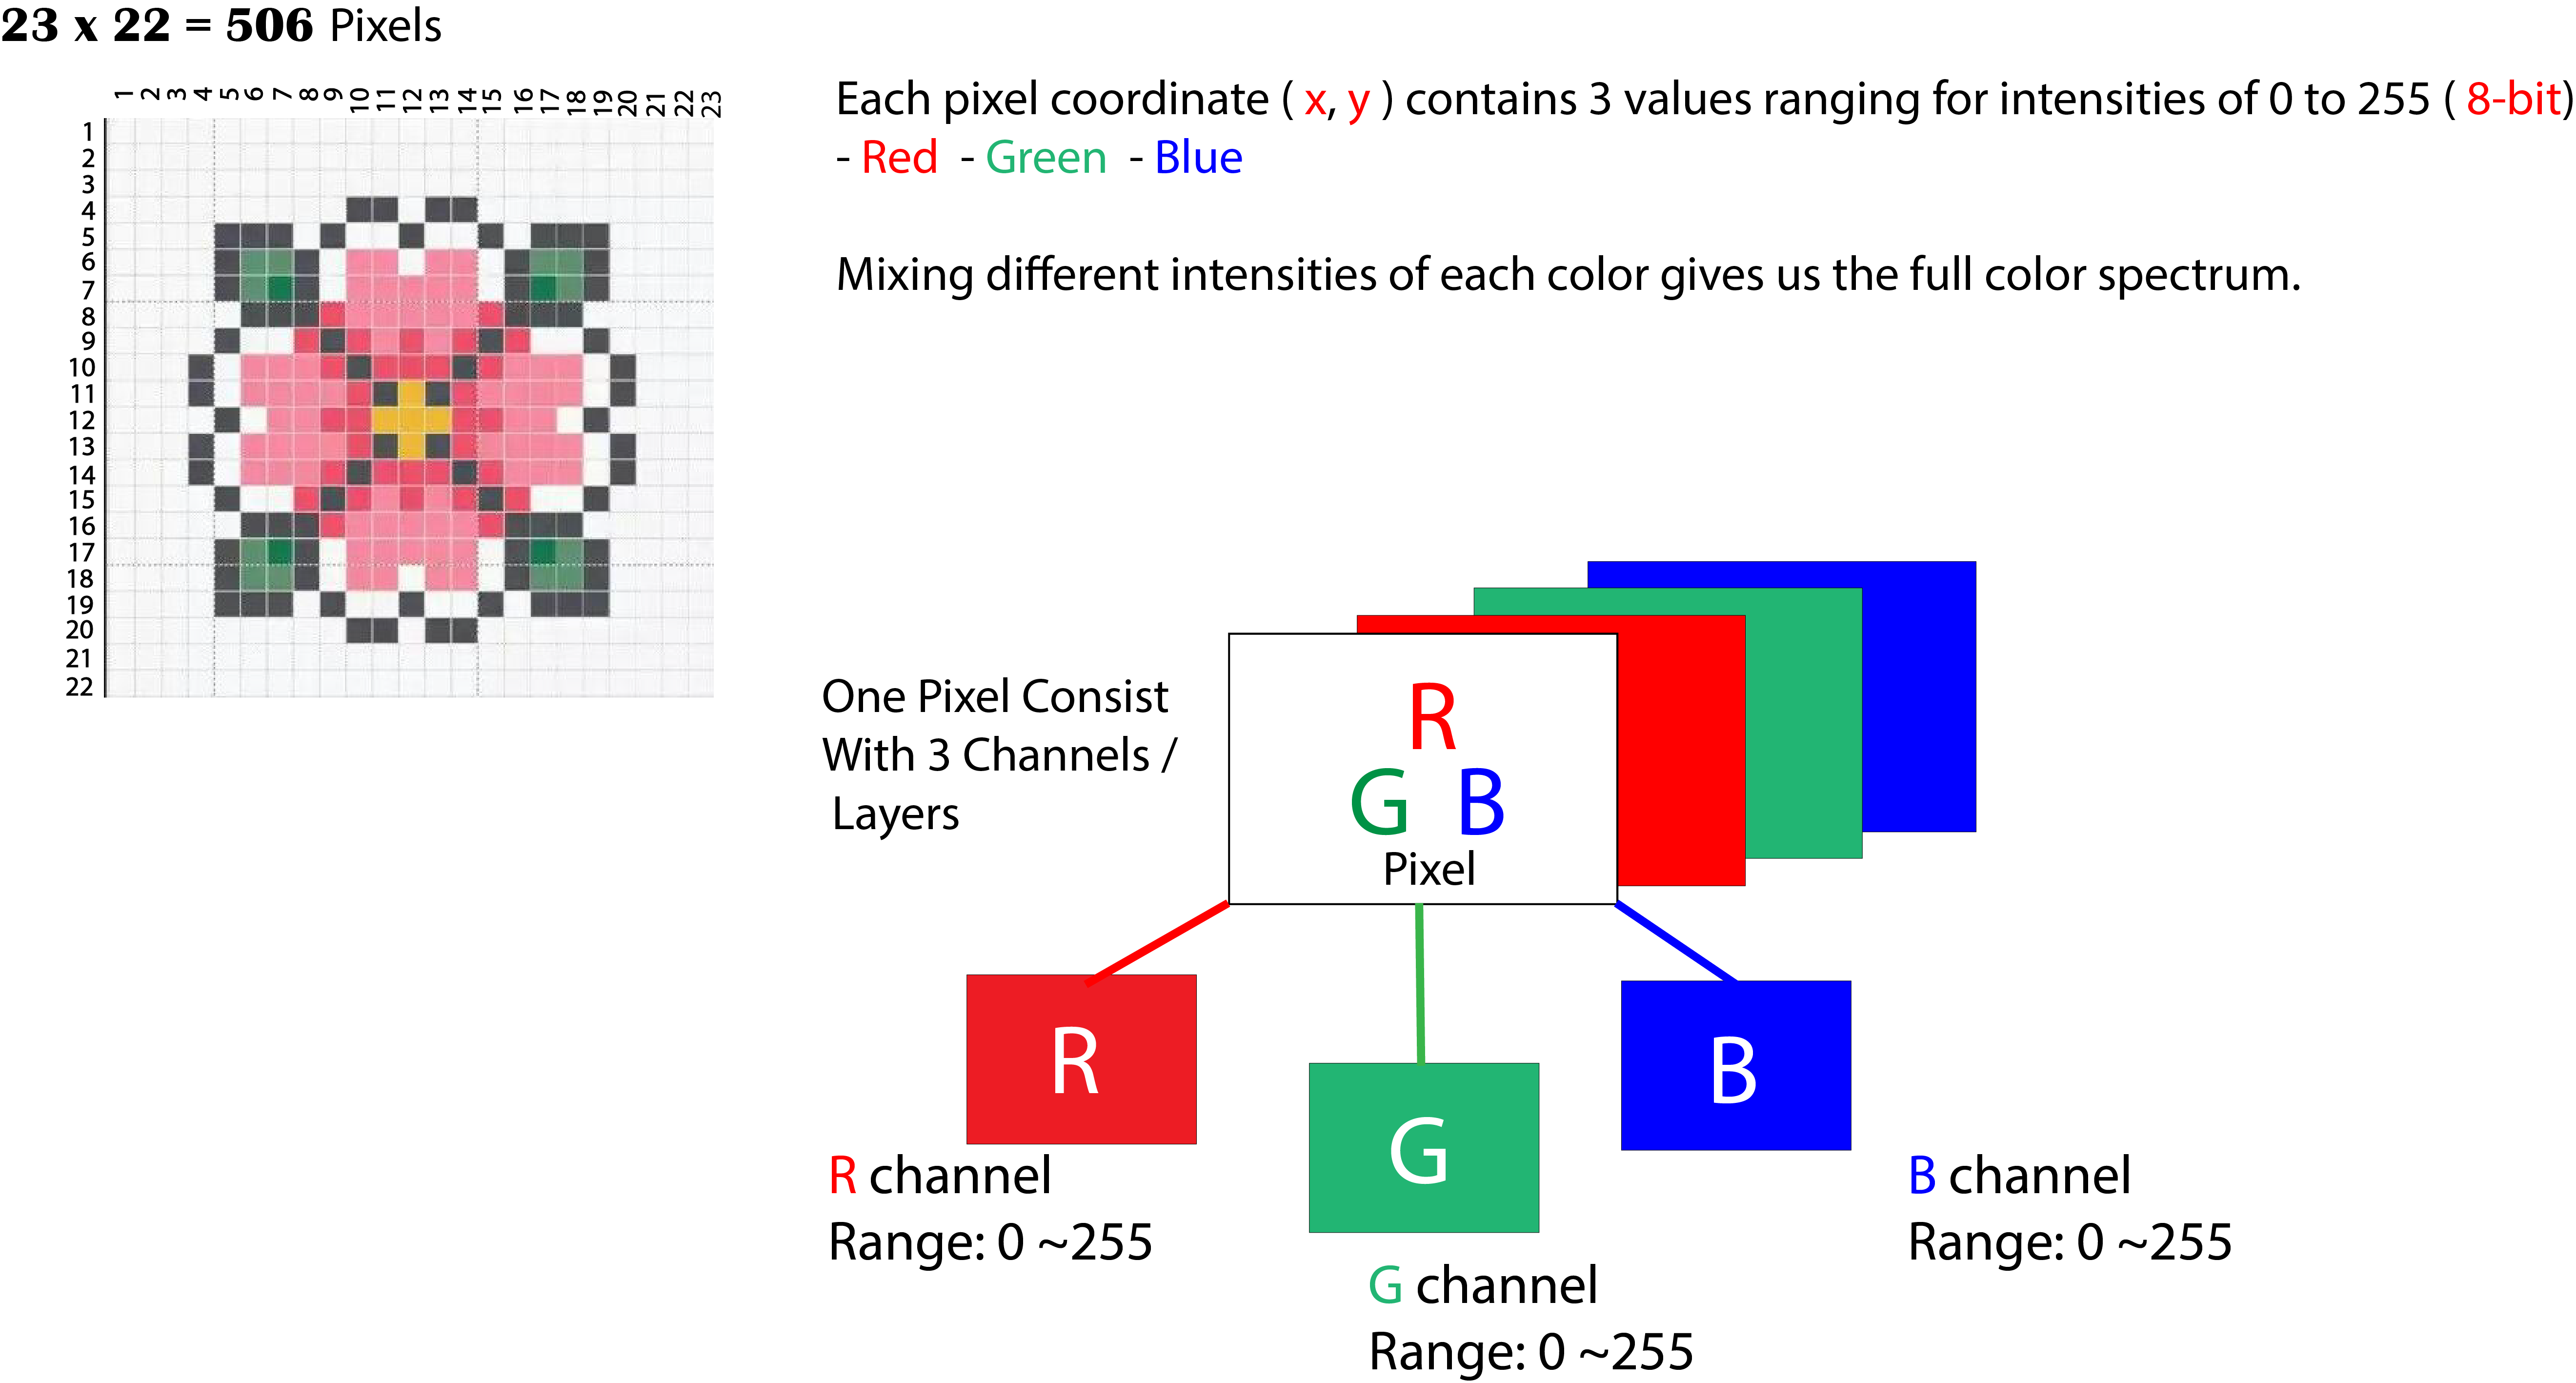 23 x 22 = 506 Pixels
1 2 3 4 5 6 7 8 9 10 11 12 13 14 15 16 17 18 19 20 21 22 23
1
2
3
4
5
6
7
8
9
10
11
12
13
14
15
16
17
18
19
20
21
22
Each pixel coordinate ( x, y ) contains 3 values ranging for intensities of 0 to 255 ( 8-bit)
- Red - Green - Blue
Mixing different intensities of each color gives us the full color spectrum.
One Pixel Consist
With 3 Channels /
Layers
R
G B
Pixel
R
G
B
R channel
Range: 0 ~255
G channel
Range: 0 ~255
B channel
Range: 0 ~255